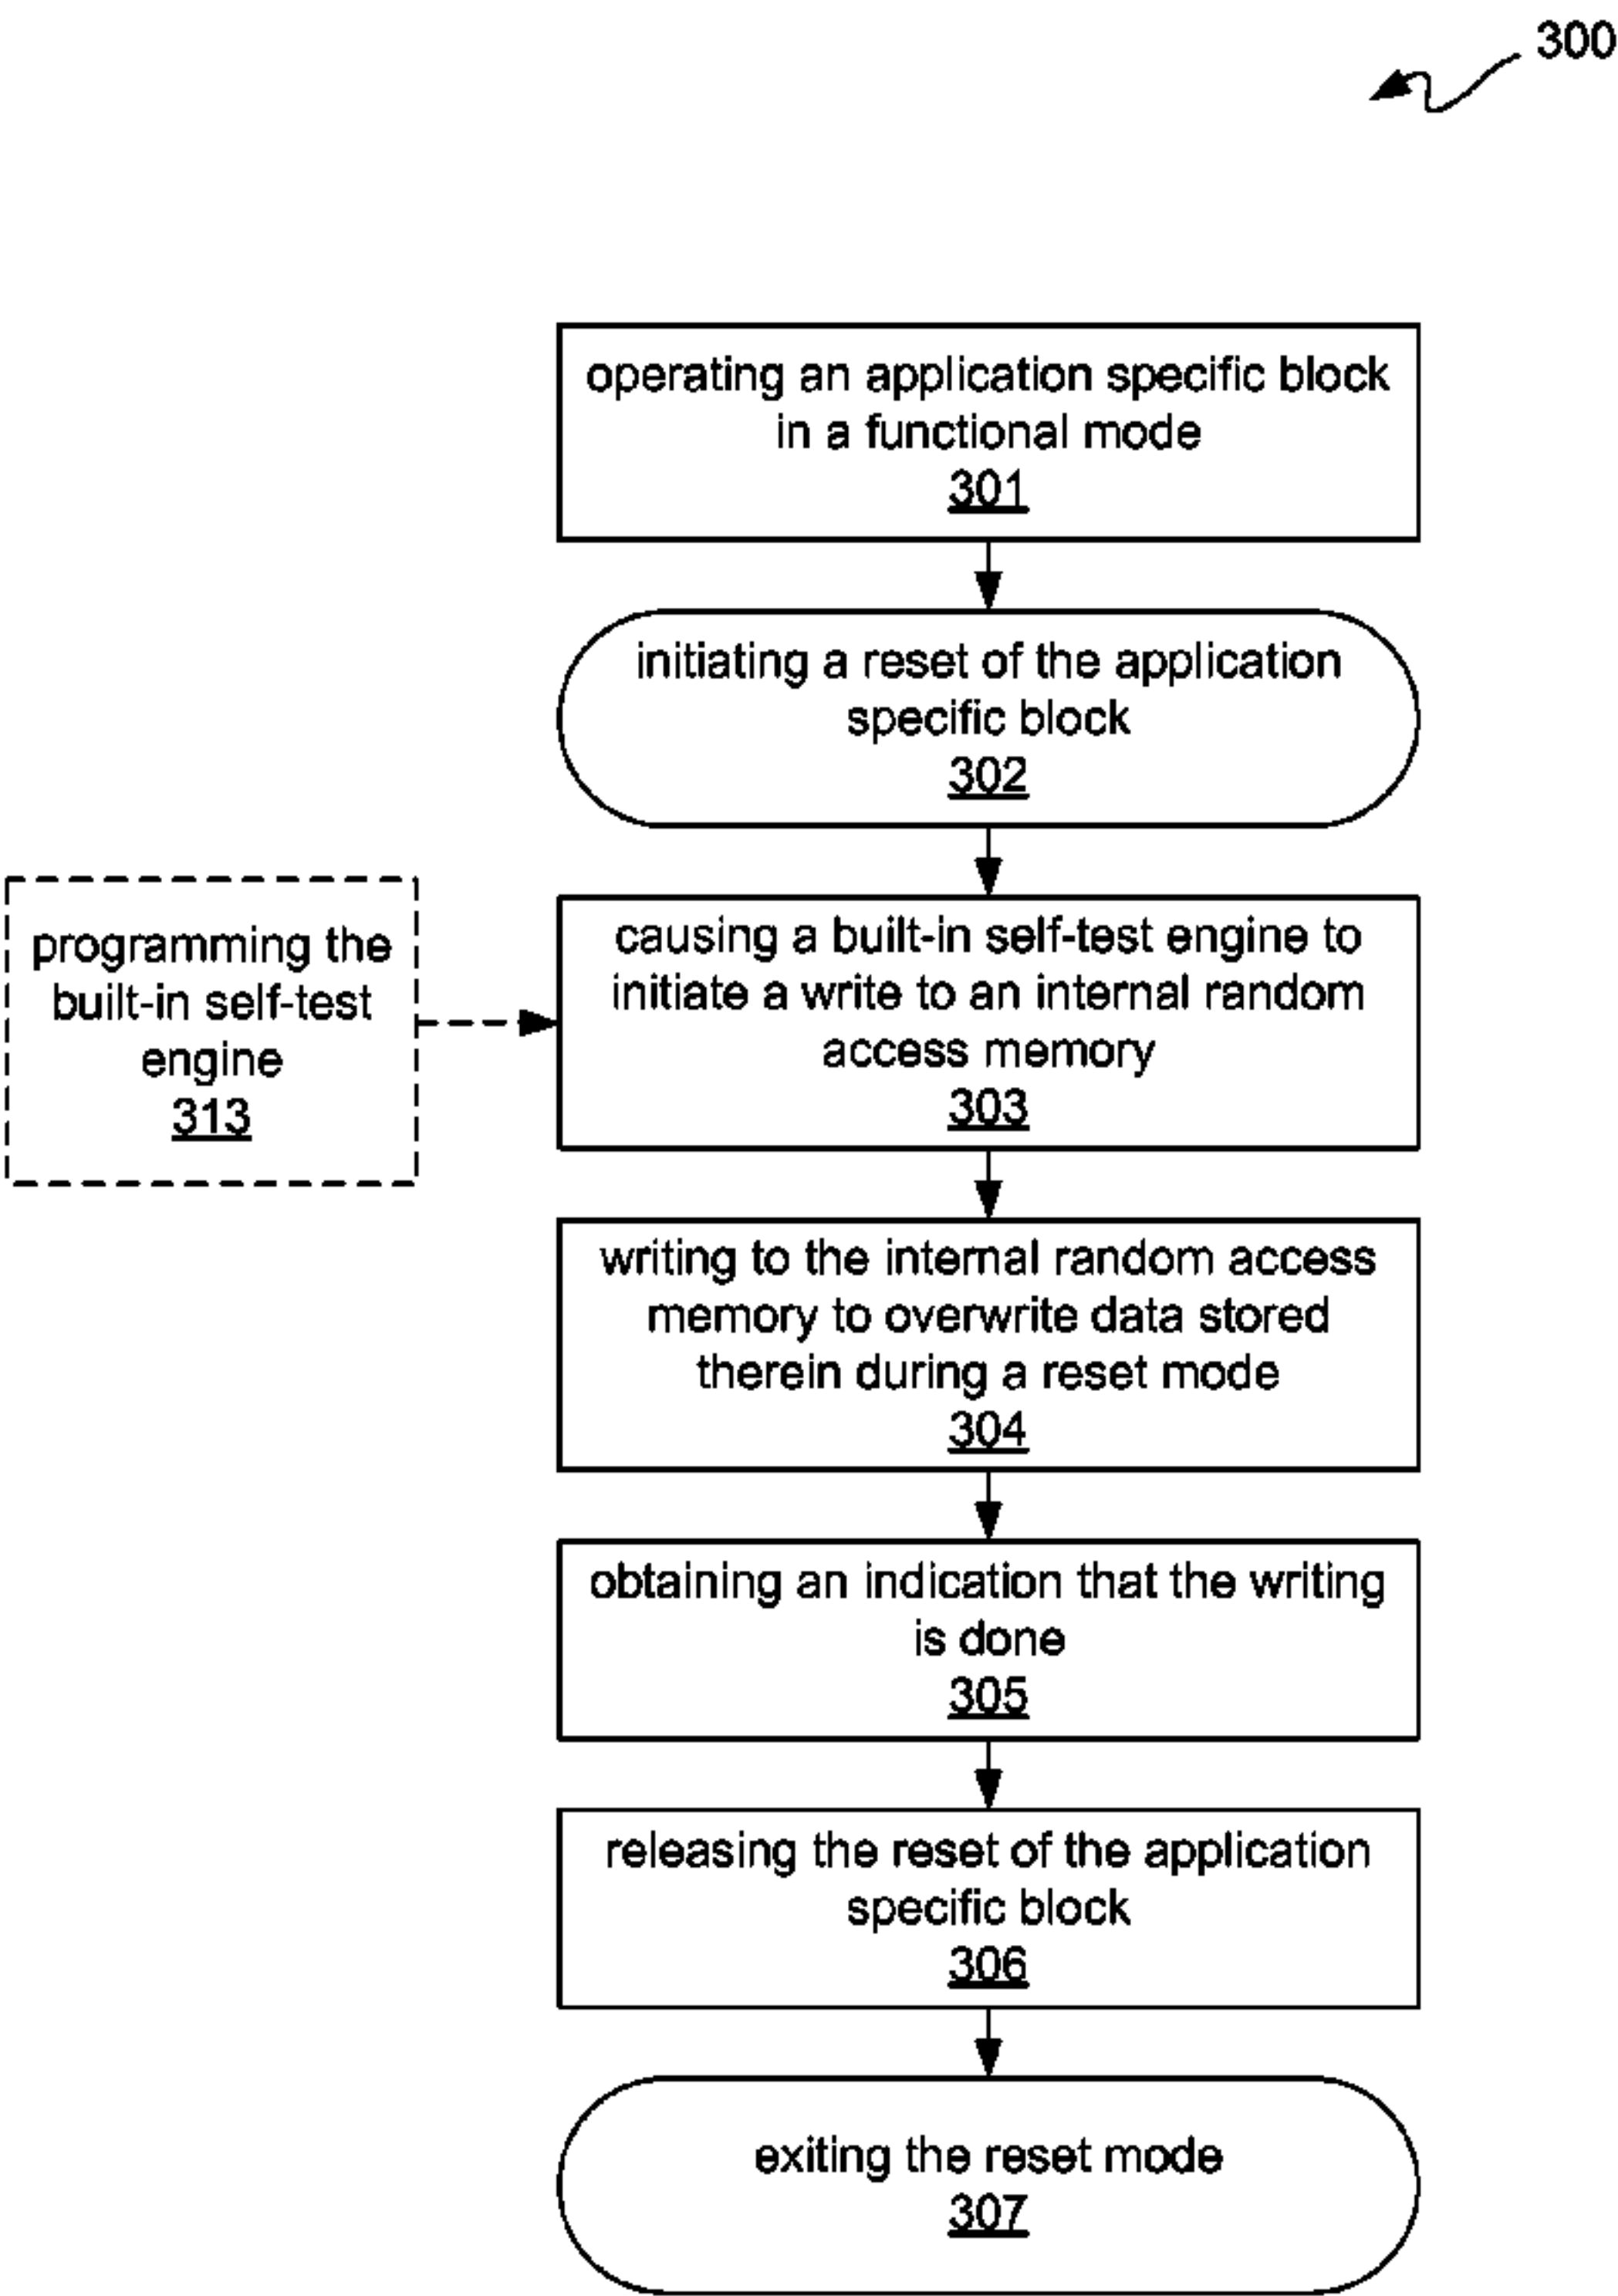 300
operating an application specific block
in a functional mode
301
initiating a reset of the application
specific block
302
programming the
built-in self-test
engine
313
causing a built-in self-test engine to
initiate a write to an internal random
access memory
303
writing to the internal random access
memory to overwrite data stored
therein during a reset mode
304
obtaining an indication that the writing
is done
305
releasing the reset of the application
specific block
306
exiting the reset mode
307